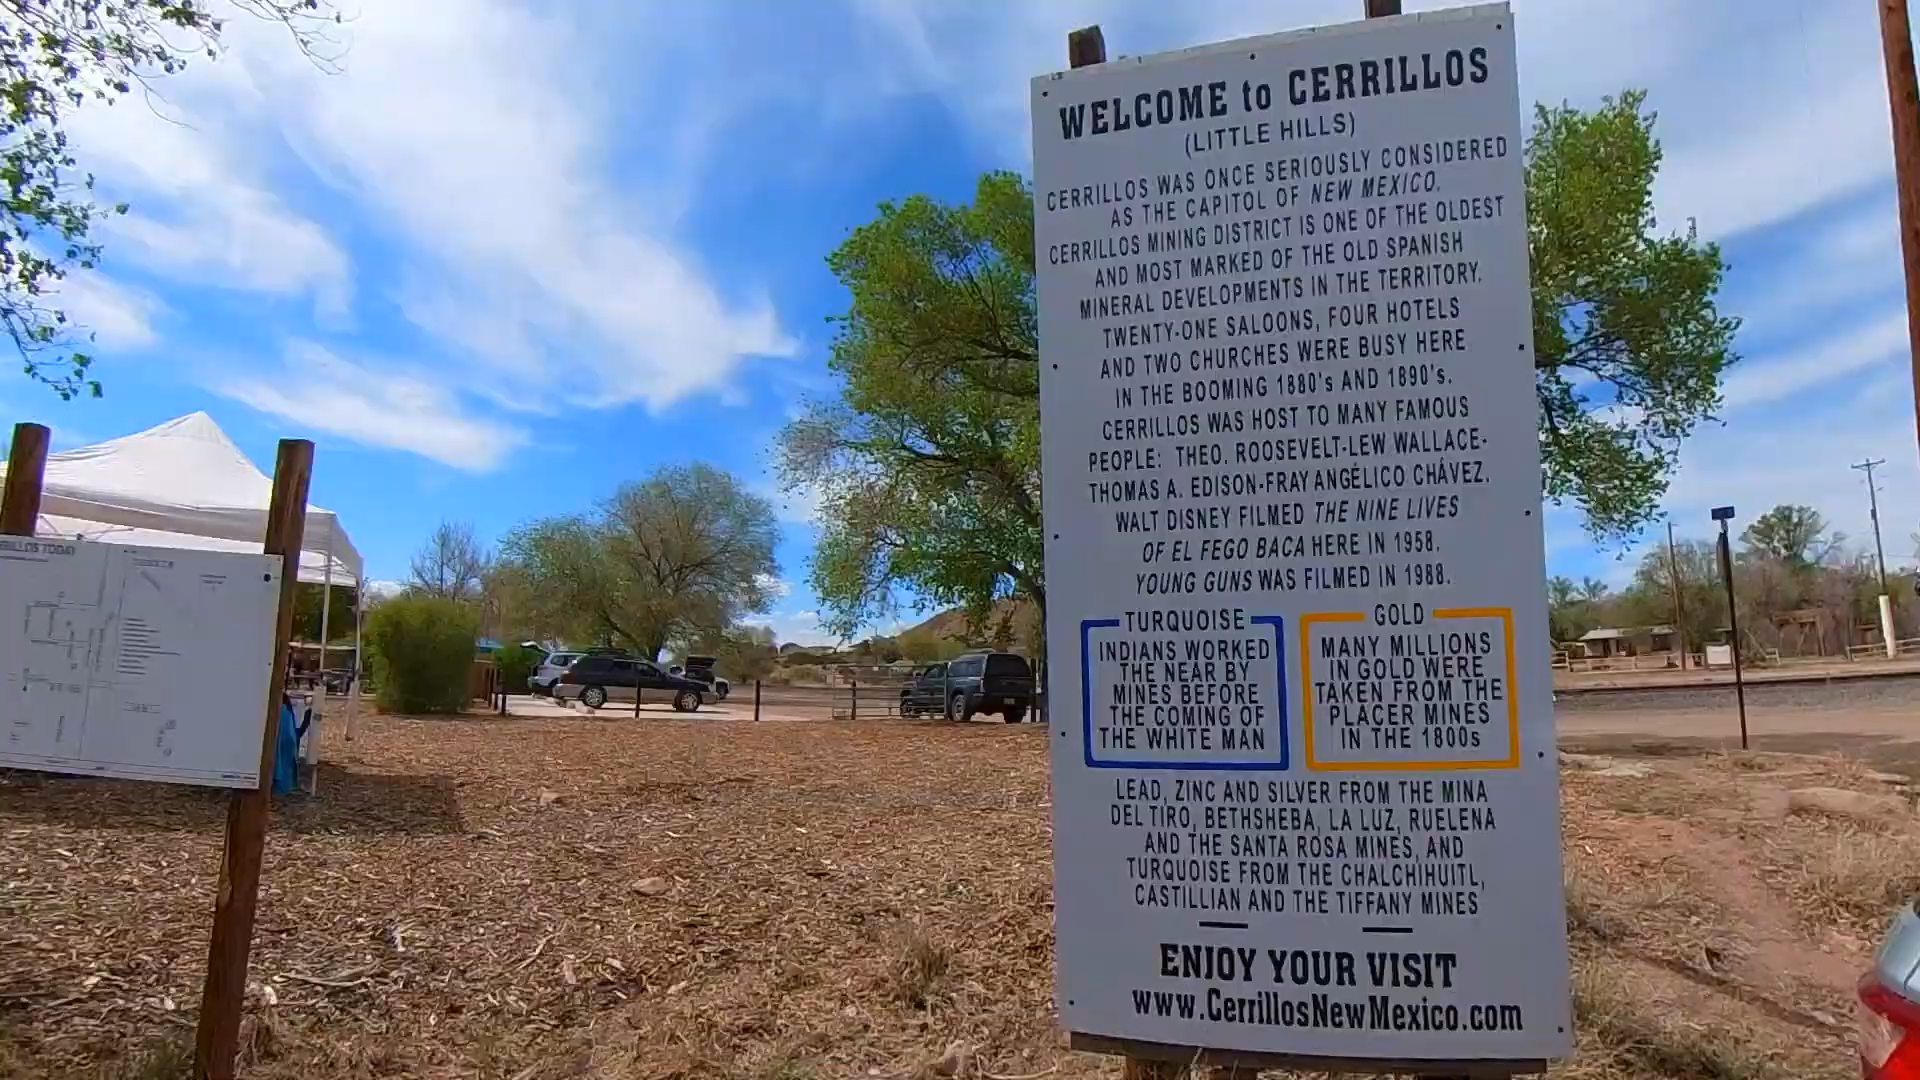 WELCOME to CERRILLOS
(LITTLE HILLS)
CERRILLOS WAS ONCE SERIOUSLY CONSIDERED
AS THE CAPITOL OF NEW MEXICO.
CERRILLOS MINING DISTRICT IS ONE OF THE OLDEST
AND MOST MARKED OF THE OLD SPANISH
MINERAL DEVELOPMENTS IN THE TERRITORY.
TWENTY-ONE SALOONS, FOUR HOTELS
AND TWO CHURCHES WERE BUSY HERE
IN THE BOOMING 1880's AND 1890's.
CERRILLOS WAS HOST TO MANY FAMOUS
PEOPLE: THEO. ROOSEVELT-LEW WALLACE-
THOMAS A. EDISON-FRAY ANGÉLICO CHÁVEZ.
WALT DISNEY FILMED THE NINE LIVES
OF EL FEGO BACA HERE IN 1958.
YOUNG GUNS WAS FILMED IN 1988.
TURQUOISE
INDIANS WORKED
THE NEAR BY
MINES BEFORE
THE COMING OF
THE WHITE MAN
GOLD
MANY MILLIONS
IN GOLD WERE
TAKEN FROM THE
PLACER MINES
IN THE 1800s
LEAD, ZINC AND SILVER FROM THE MINA
DEL TIRO, BETHSHEBA, LA LUZ, RUELENA
AND THE SANTA ROSA MINES, AND
TURQUOISE FROM THE CHALCHIHUITL,
CASTILLIAN AND THE TIFFANY MINES
ENJOY YOUR VISIT
www.CerrillosNewMexico.com
TODAY